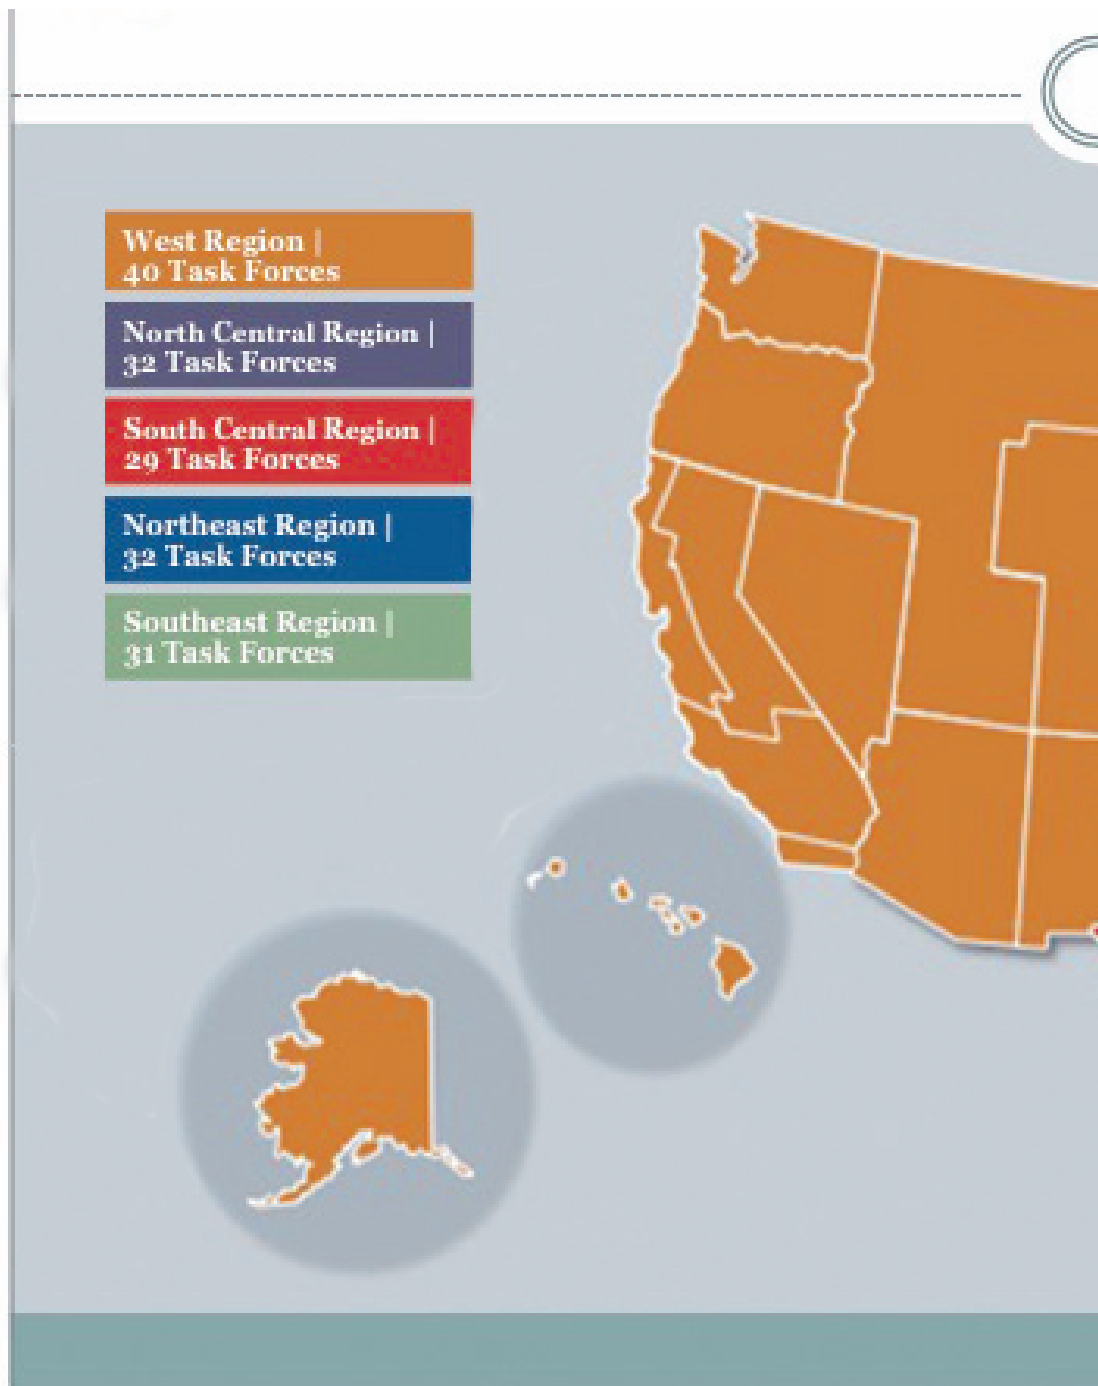 West Region |
40 Task Forces
North Central Region |
32 Task Forces
South Central Region |
29 Task Forces
Northeast Region |
32 Task Forces
Southeast Region |
31 Task Forces